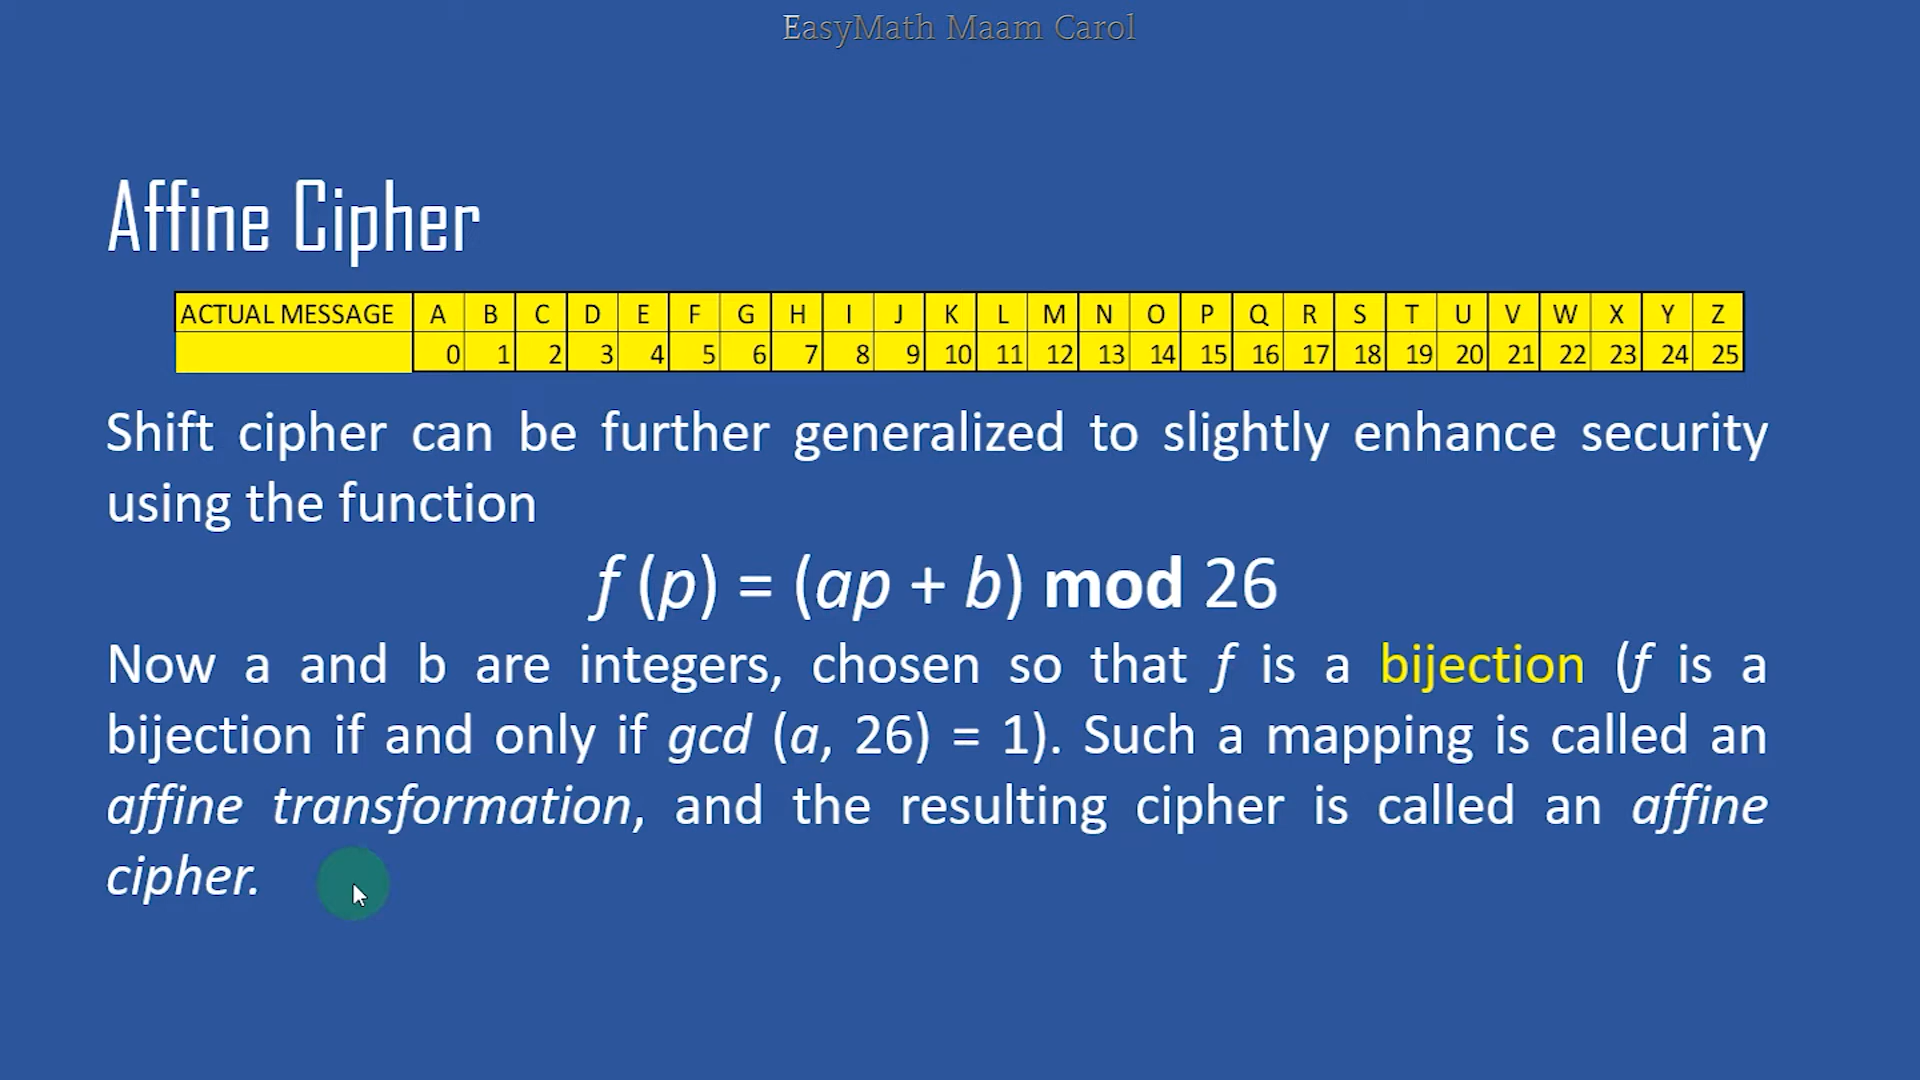 EasyMath Maam Carol
Affine Cipher
ACTUAL MESSAGE A B C D E F G H I J K L M N O P Q R S T U V W X Y Z
0 1 2 3 4 5 6 7 8 9 10 11 12 13 14 15 16 17 18 19 20 21 22 23 24 25
Shift cipher can be further generalized to slightly enhance security
using the function
f (p) = (ap + b) mod 26
Now a and b are integers, chosen so that f is a bijection (f is a
bijection if and only if gcd (a, 26) = 1). Such a mapping is called an
affine transformation, and the resulting cipher is called an affine
cipher.